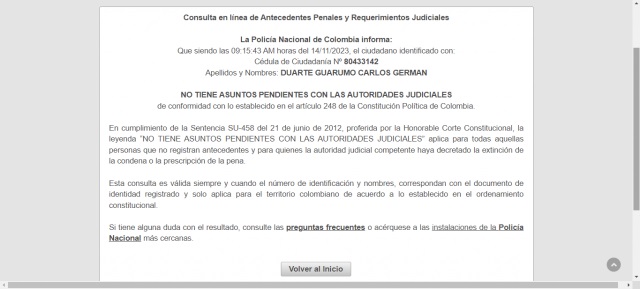 Consulta en línea de Antecedentes Penales y Requerimientos Judiciales
La Policía Nacional de Colombia informa:
Que siendo las 09:15:43 AM horas del 14/11/2023, el ciudadano identificado con:
Cédula de Ciudadanía Nº 80433142
Apellidos y Nombres: DUARTE GUARUMO CARLOS GERMAN
NO TIENE ASUNTOS PENDIENTES CON LAS AUTORIDADES JUDICIALES
de conformidad con lo establecido en el artículo 248 de la Constitución Política de Colombia.
En cumplimiento de la Sentencia SU-458 del 21 de junio de 2012, proferida por la Honorable Corte Constitucional, la
leyenda "NO TIENE ASUNTOS PENDIENTES CON LAS AUTORIDADES JUDICIALES" aplica para todas aquellas
personas que no registran antecedentes y para quienes la autoridad judicial competente haya decretado la extinción de
la condena o la prescripción de la pena.
Esta consulta es válida siempre y cuando el número de identificación y nombres, correspondan con el documento de
identidad registrado y solo aplica para el territorio colombiano de acuerdo a lo establecido en el ordenamiento
constitucional.
Si tiene alguna duda con el resultado, consulte las preguntas frecuentes o acérquese a las instalaciones de la Policía
Nacional más cercanas.
Volver al Inicio